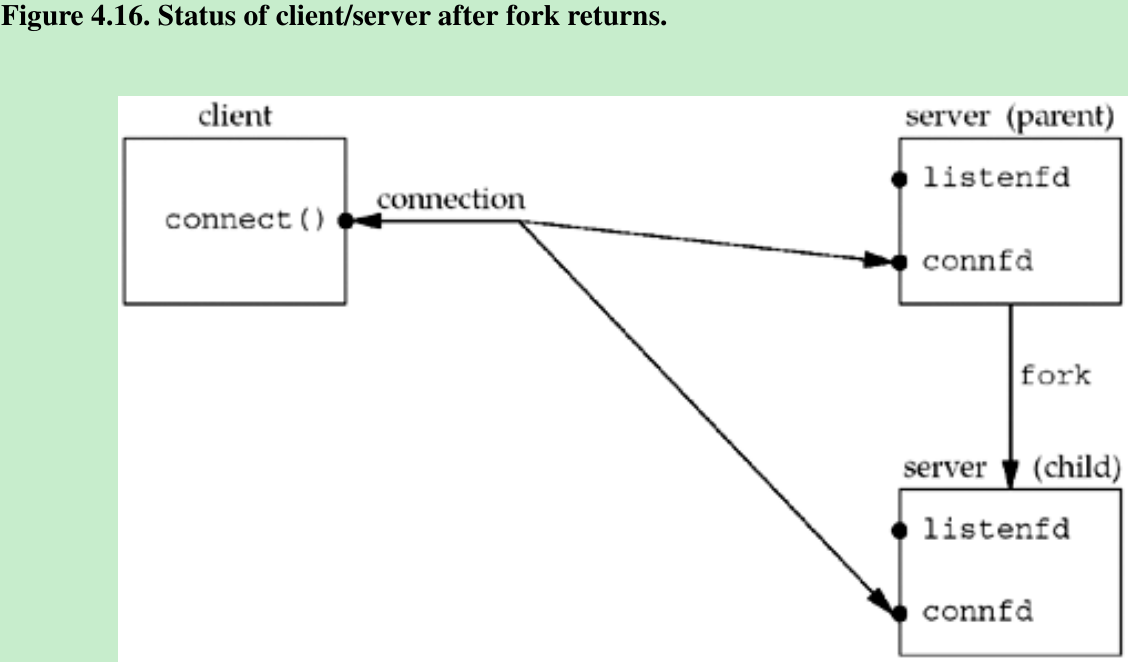 Figure 4.16. Status of client/server after fork returns.
client
server (parent)
connect()
connection
listenfd
connfd
fork
server (child)
listenfd
connfd